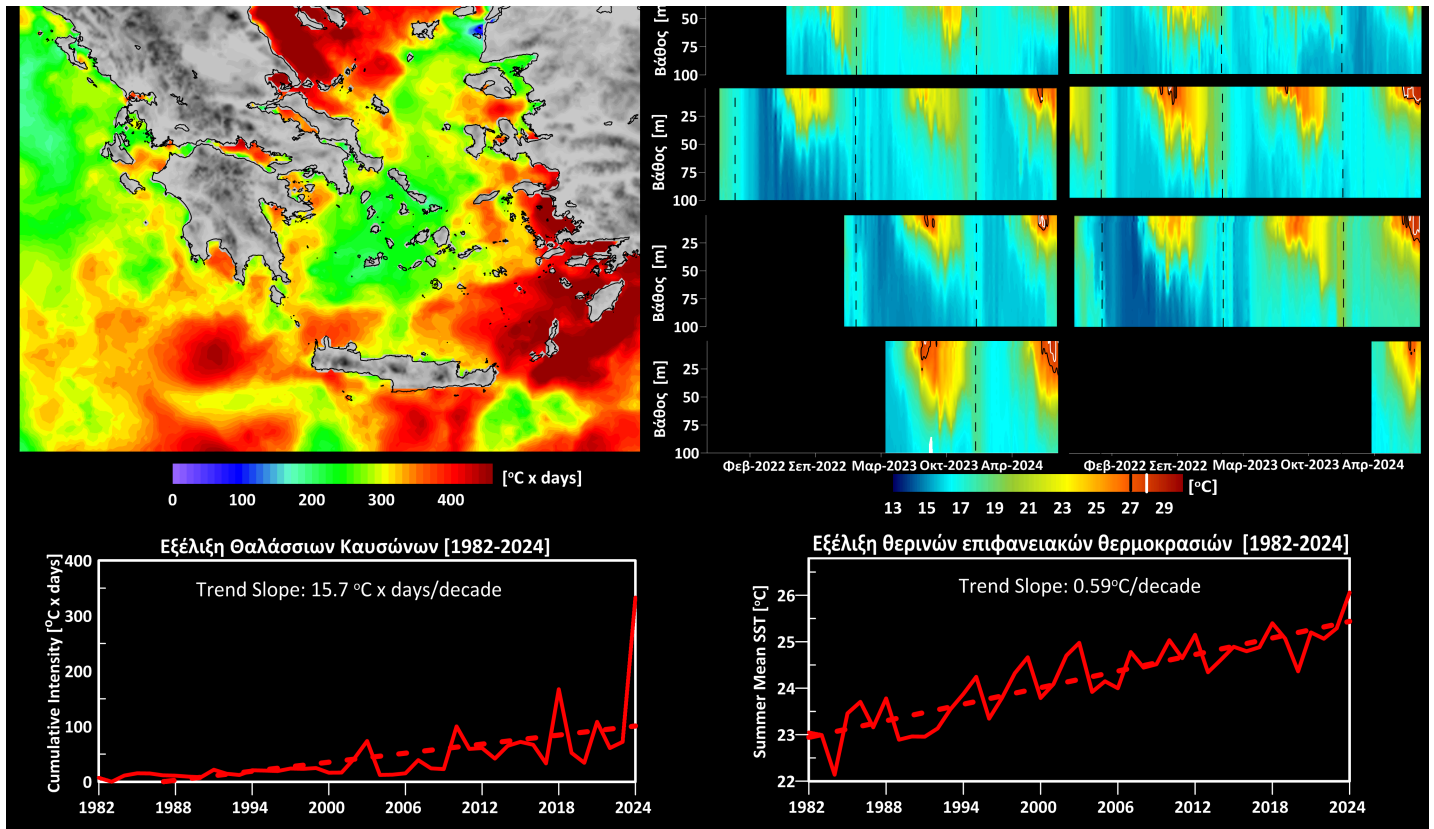 50
75
100
Βάθος [m
25
50
75
100
Βάθος [m]
25
50
75
100
Βάθος [m]
25
50
75
100
Βάθος [m]
Φεβ-2022 Σεπ-2022 Μαρ-2023 Οκτ-2023 Απρ-2024
Φεβ-2022 Σεπ-2022 Μαρ-2023 Οκτ-2023 Απρ-2024
0 100 200 300 400
[°C x days]
13 15 17 19 21 23 25 27 29
[°C]
Εξέλιξη Θαλάσσιων Καυσώνων [1982-2024]
Trend Slope: 15.7 °C x days/decade
Cumulative Intensity [°C x days]
400
300
200
100
0
1982 1988 1994 2000 2006 2012 2018 2024
Εξέλιξη θερινών επιφανειακών θερμοκρασιών [1982-2024]
Trend Slope: 0.59°C/decade
Summer Mean SST [°C]
26
25
24
23
22
1982 1988 1994 2000 2006 2012 2018 2024